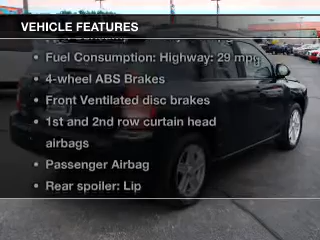 VEHICLE FEATURES
• Fuel Consumption: Highway: 29 mpg
• 4-wheel ABS Brakes
• Front Ventilated disc brakes
• 1st and 2nd row curtain head
airbags
• Passenger Airbag
• Rear spoiler: Lip